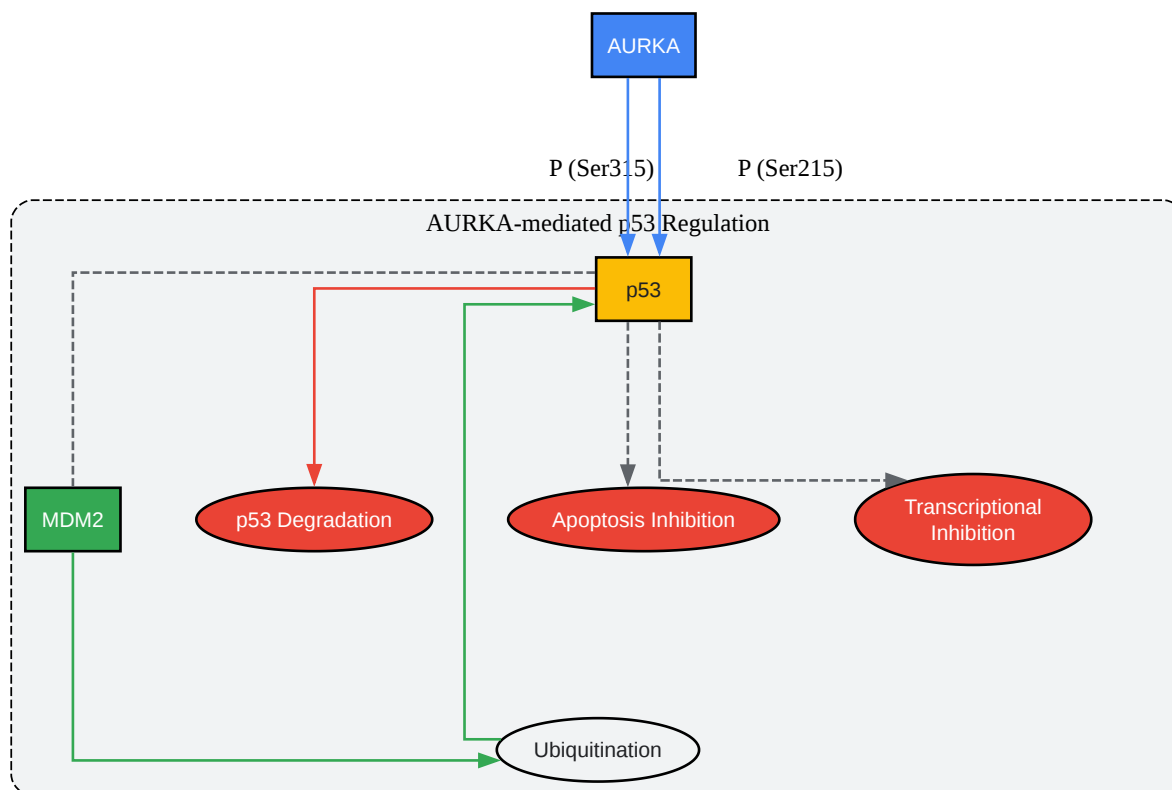 AURKA
P (Ser315)
P (Ser215)
AURKA-mediated p53 Regulation
p53
MDM2
p53 Degradation
Apoptosis Inhibition
Transcriptional
Inhibition
Ubiquitination